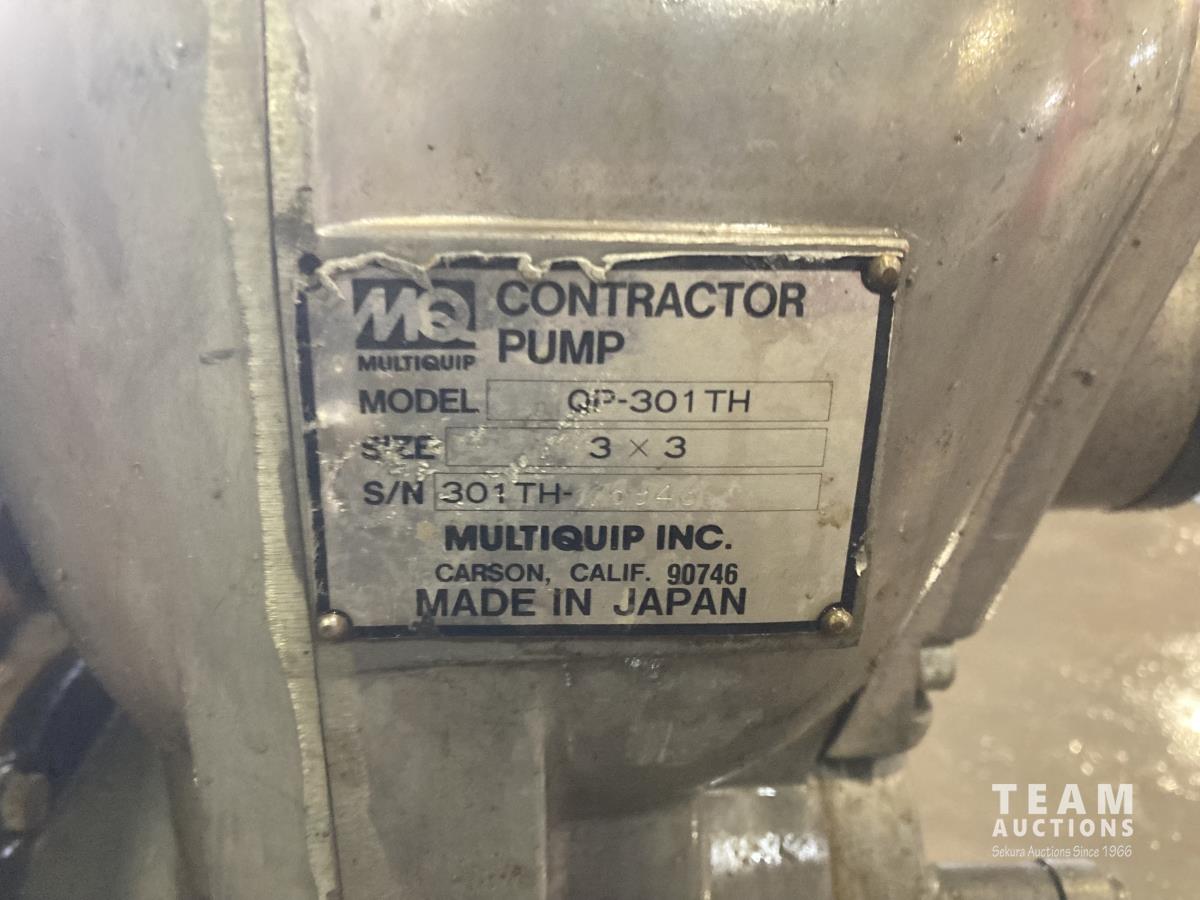 MQ CONTRACTOR
MULTIQUIP PUMP
MODEL QP-301TH
SIZE 3 × 3
S/N 301TH-
MULTIQUIP INC.
CARSON, CALIF. 90746
MADE IN JAPAN
TEAM
AUCTIONS
Sekura Auctions Since 1966